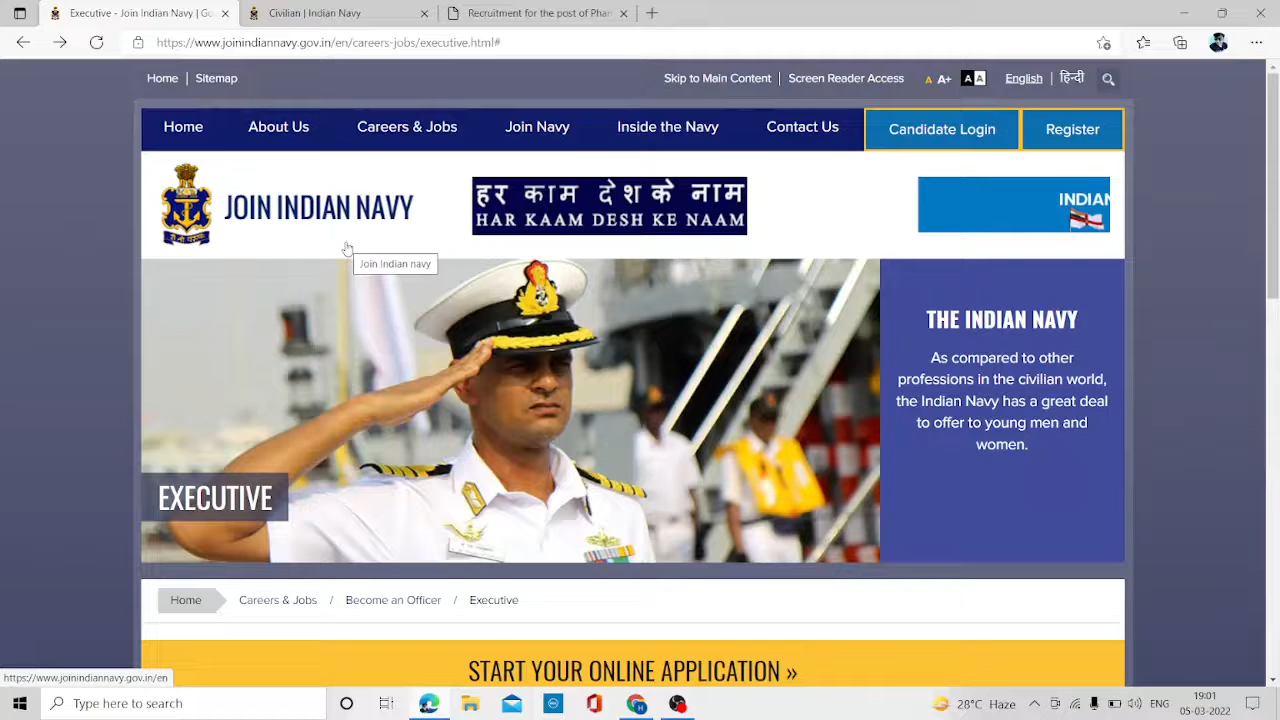 Executive - Join Indian Navy | Go
Civilian | Indian Navy
Recruitment for the post of Phar
https://www.joinindiannavy.gov.in/en/careers-jobs/executive.html#
Home | Sitemap
Skip to Main Content | Screen Reader Access
A A+ A A
English | हिन्दी
Home
About Us
Careers & Jobs
Join Navy
Inside the Navy
Contact Us
Candidate Login
Register
JOIN INDIAN NAVY
हर काम देश के नाम
HAR KAAM DESH KE NAAM
INDIAN
Join Indian navy
THE INDIAN NAVY
As compared to other
professions in the civilian world,
the Indian Navy has a great deal
to offer to young men and
women.
EXECUTIVE
Home Careers & Jobs / Become an Officer / Executive
START YOUR ONLINE APPLICATION »
https://www.joinindiannavy.gov.in/en
Type here to search
28°C Haze
19:01
05-03-2022